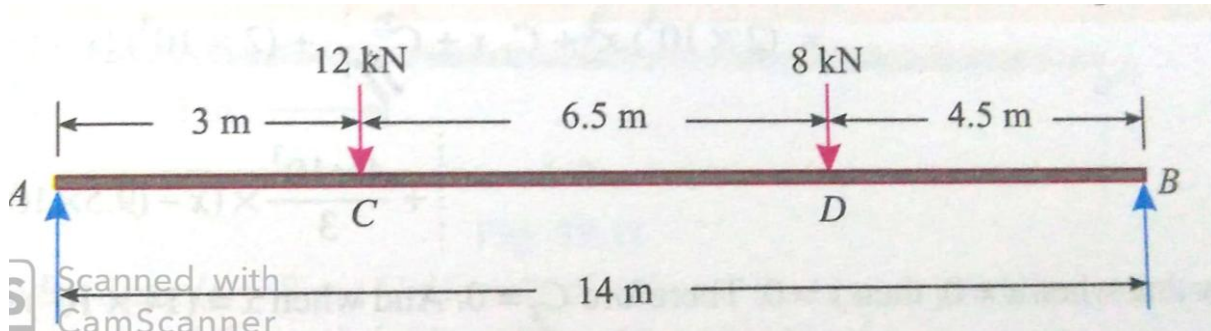 12 kN
8 kN
3 m
6.5 m
4.5 m
A
B
C
D
S
Scanned with
CamScanner
14 m